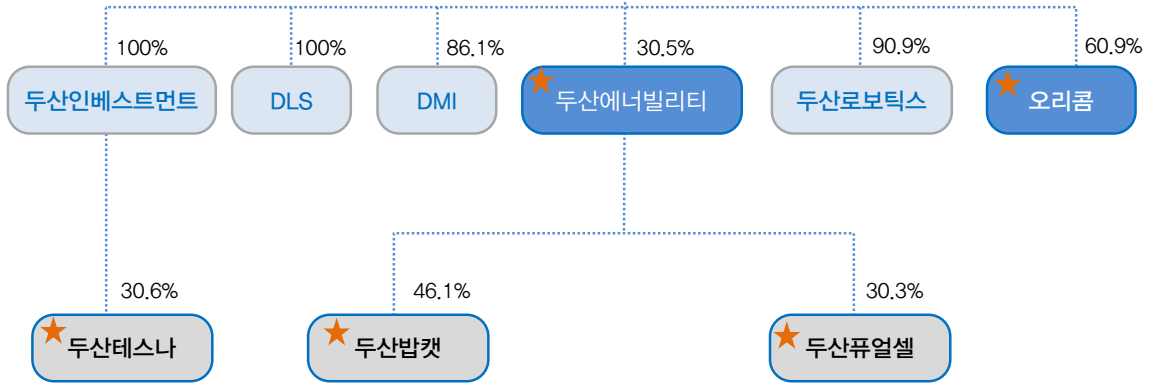 100% 100% 86.1% 30.5% 90.9% 60.9%
두산인베스트먼트 DLS DMI 두산에너빌리티 두산로보틱스 오리콤
30.6% 46.1% 30.3%
두산테스나 두산밥캣 두산퓨얼셀